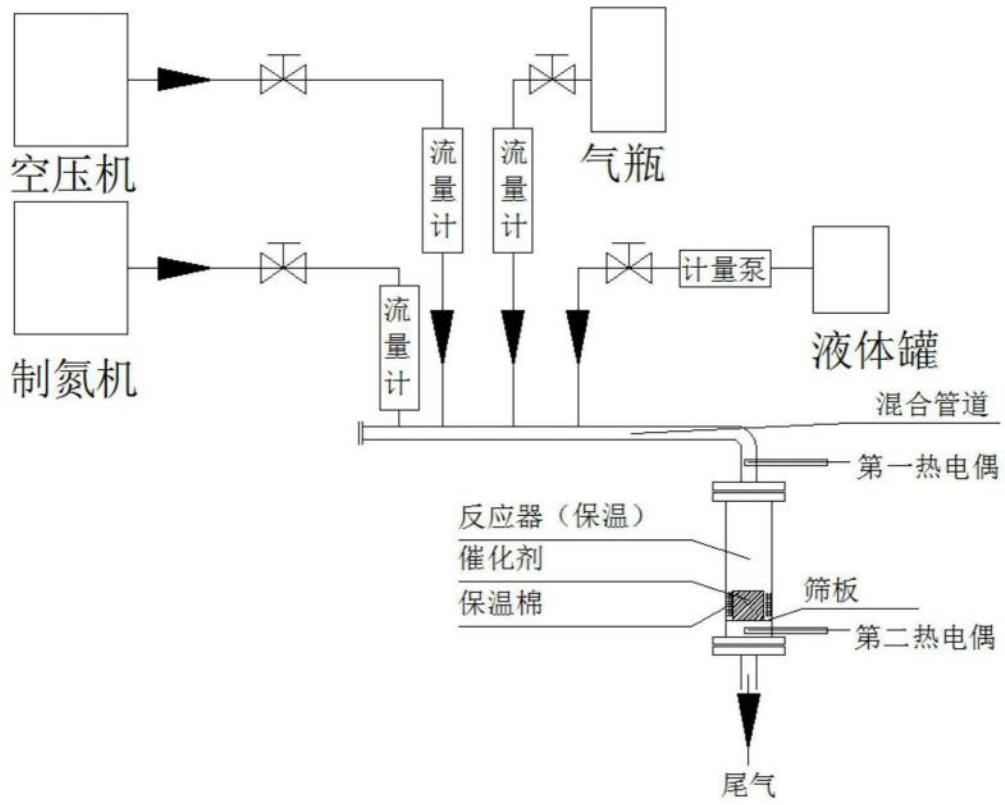 空压机
流量计
流量计
气瓶
制氮机
流量计
计量泵
液体罐
混合管道
第一热电偶
反应器（保温）
催化剂
保温棉
筛板
第二热电偶
尾气